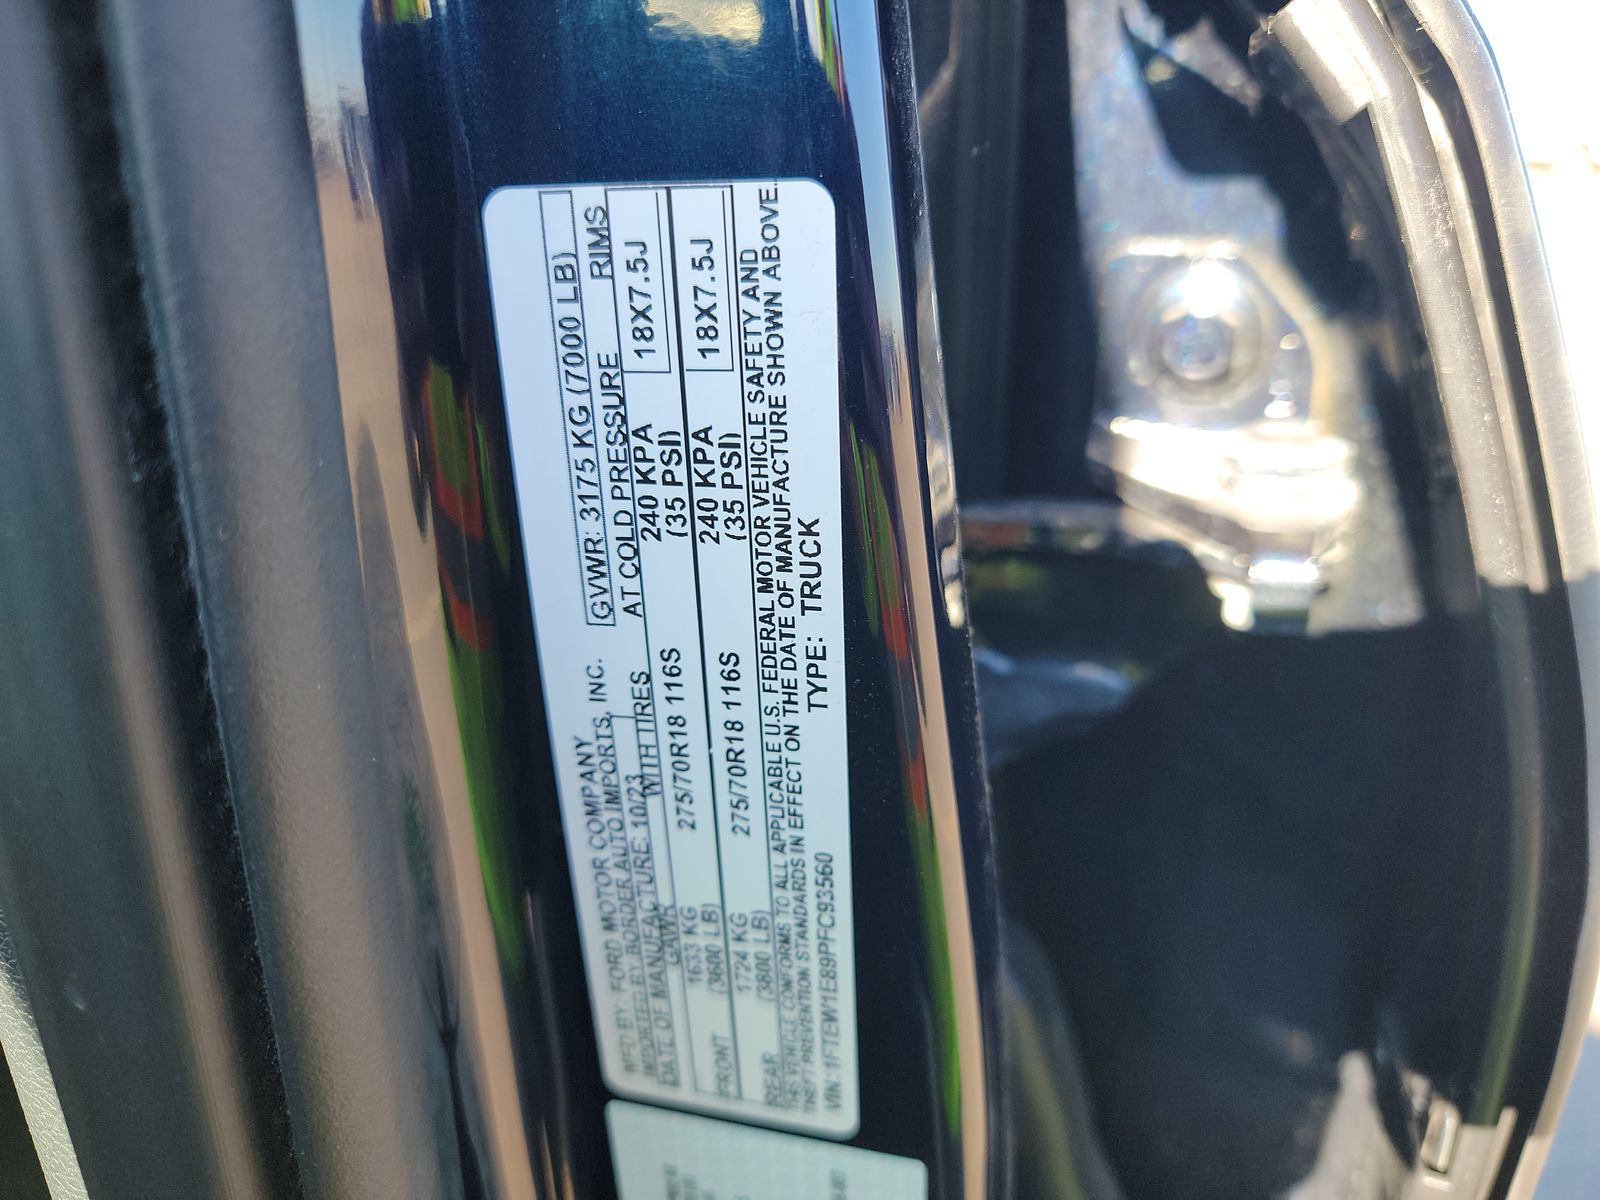 MFD BY: FORD MOTOR COMPANY
IMPORTED BY BORDER AUTO IMPORTS, INC.
GVWR: 3175 KG (7000 LB)
DATE OF MANUFACTURE: 10/23
GAWR WITH TIRES AT COLD PRESSURE RIMS
FRONT 1633 KG 275/70R18 116S 240 KPA 18X7.5J
(3600 LB) (35 PSI)
REAR 1724 KG 275/70R18 116S 240 KPA 18X7.5J
(3800 LB) (35 PSI)
THIS VEHICLE CONFORMS TO ALL APPLICABLE U.S. FEDERAL MOTOR VEHICLE SAFETY AND
THEFT PREVENTION STANDARDS IN EFFECT ON THE DATE OF MANUFACTURE SHOWN ABOVE.
VIN: 1FTEW1E89PFC93560 TYPE: TRUCK